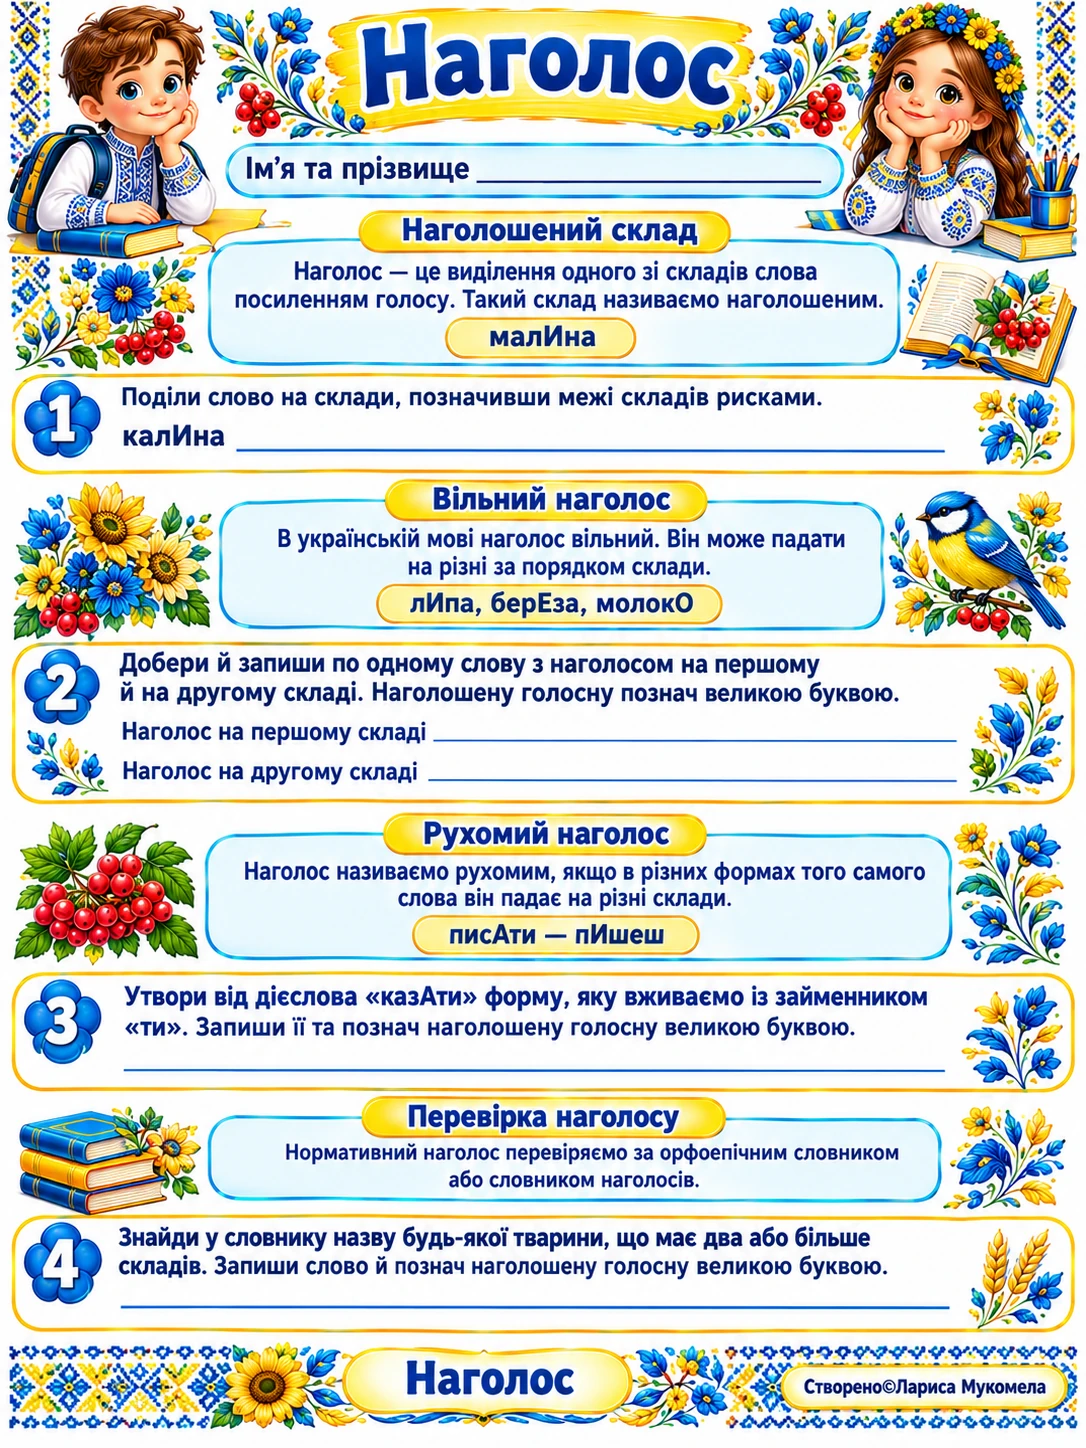 Наголос
Ім’я та прізвище
Наголошений склад
Наголос — це виділення одного зі складів слова
посиленням голосу. Такий склад називаємо наголошеним.
малИна
1
Поділи слово на склади, позначивши межі складів рисками.
калИна
Вільний наголос
В українській мові наголос вільний. Він може падати
на різні за порядком склади.
лИпа, берЕза, молокО
2
Добери й запиши по одному слову з наголосом на першому
й на другому складі. Наголошену голосну познач великою буквою.
Наголос на першому складі
Наголос на другому складі
Рухомий наголос
Наголос називаємо рухомим, якщо в різних формах того самого
слова він падає на різні склади.
писАти — пИшеш
3
Утвори від дієслова «казАти» форму, яку вживаємо із займенником
«ти». Запиши її та познач наголошену голосну великою буквою.
Перевірка наголосу
Нормативний наголос перевіряємо за орфоепічним словником
або словником наголосів.
4
Знайди у словнику назву будь-якої тварини, що має два або більше
складів. Запиши слово й познач наголошену голосну великою буквою.
Наголос
Створено©Лариса Мукомела